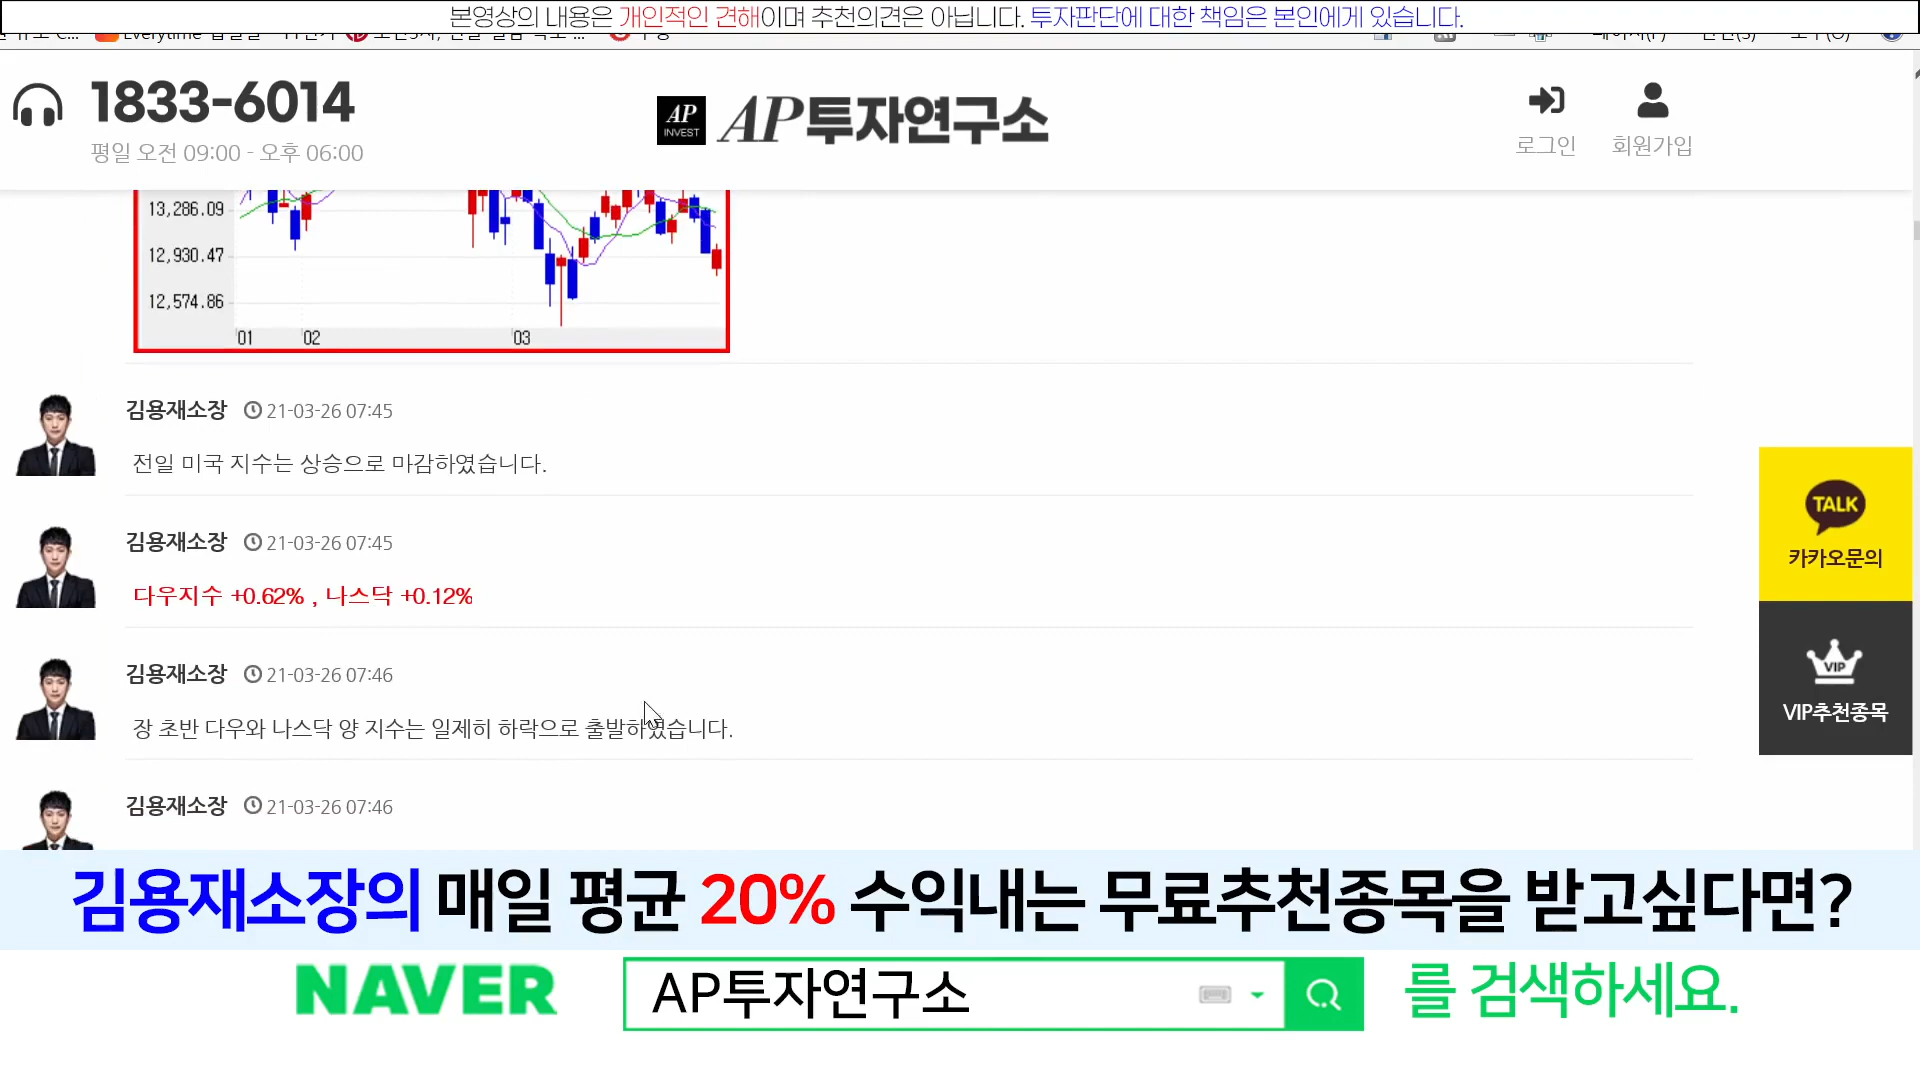 본영상의 내용은 개인적인 견해이며 추천의견은 아닙니다. 투자판단에 대한 책임은 본인에게 있습니다.
1833-6014
평일 오전 09:00 - 오후 06:00
AP
INVEST
AP투자연구소
로그인
회원가입
13,286.09
12,930.47
12,574.86
01 02 03
김용재소장 21-03-26 07:45
전일 미국 지수는 상승으로 마감하였습니다.
김용재소장 21-03-26 07:45
다우지수 +0.62% , 나스닥 +0.12%
김용재소장 21-03-26 07:46
장 초반 다우와 나스닥 양 지수는 일제히 하락으로 출발하였습니다.
김용재소장 21-03-26 07:46
TALK
카카오문의
VIP
VIP추천종목
김용재소장의 매일 평균 20% 수익내는 무료추천종목을 받고싶다면?
NAVER AP투자연구소 를 검색하세요.